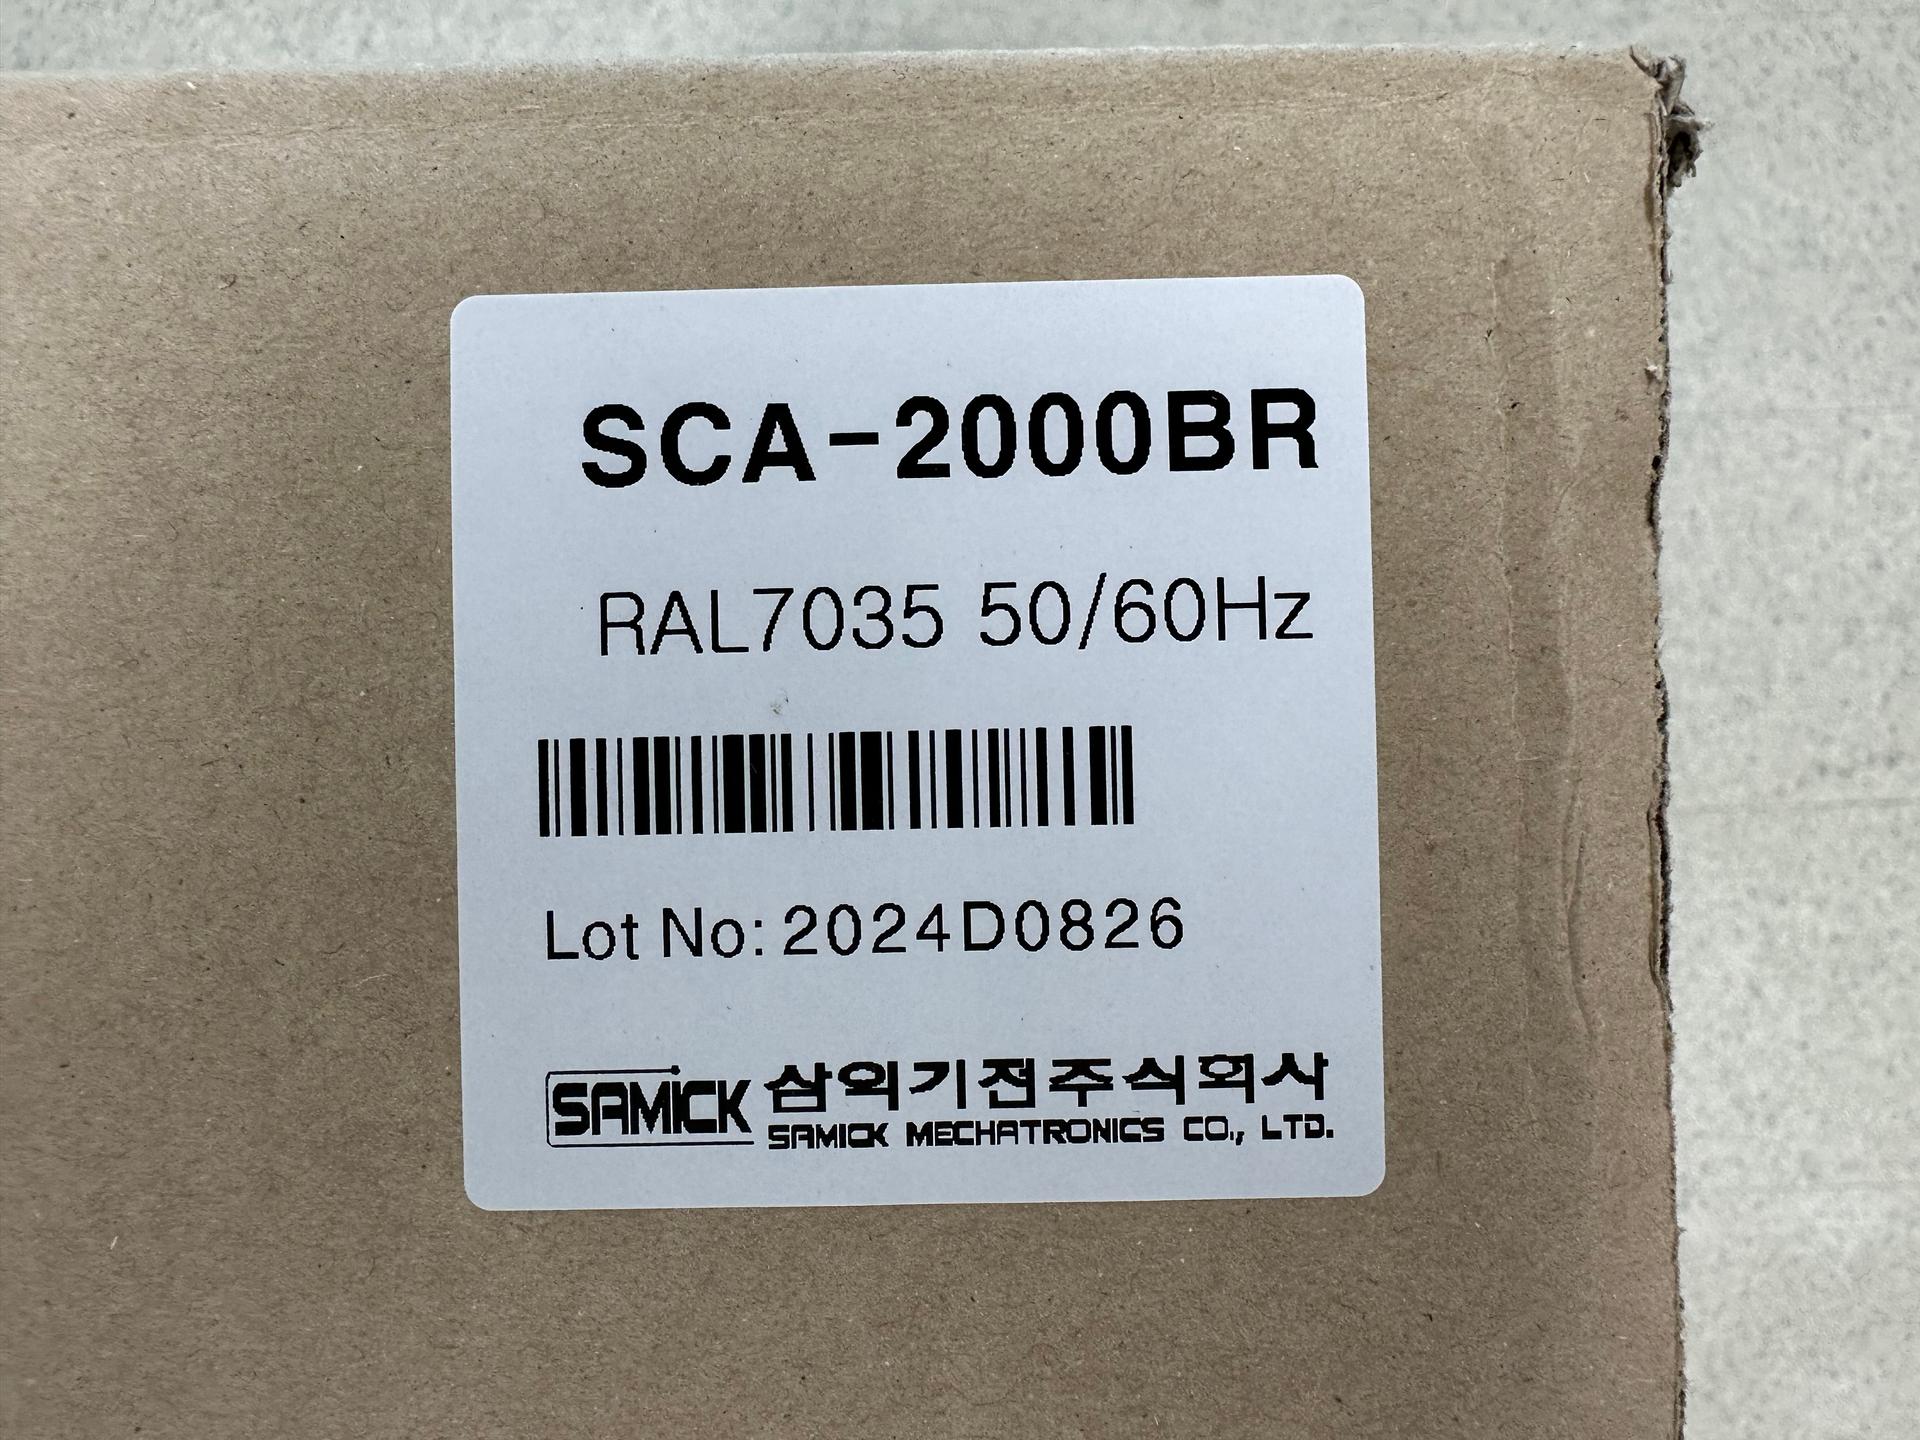 SCA-2000BR
RAL7035 50/60Hz
Lot No: 2024D0826
SAMICK 삼익기전주식회사
SAMICK MECHATRONICS CO., LTD.